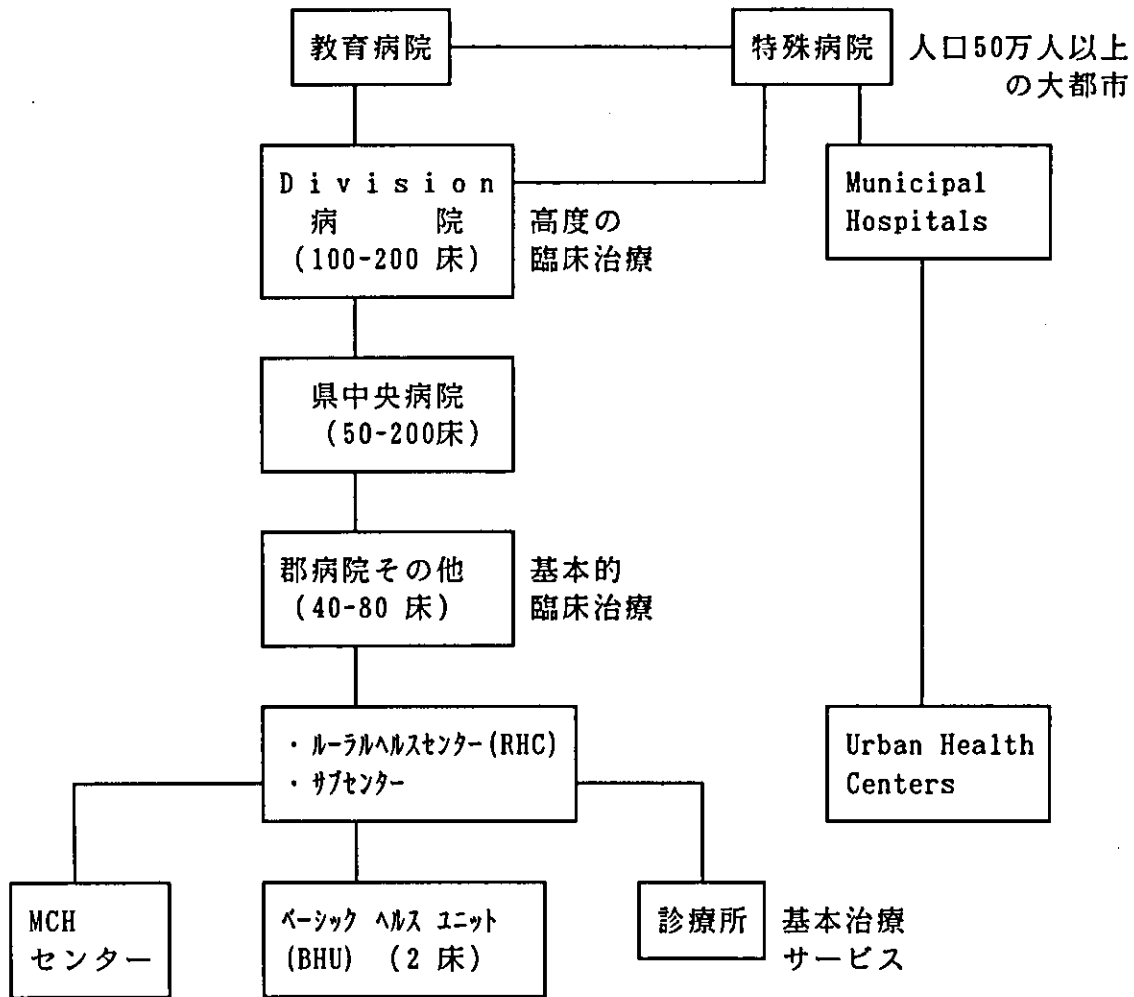 教育病院
特殊病院
人口50万人以上
の大都市
Division
病 院
(100-200 床)
高度の
臨床治療
Municipal
Hospitals
県中央病院
(50-200床)
郡病院その他
(40-80 床)
基本的
臨床治療
・ルーラルヘルスセンター(RHC)
・サブセンター
Urban Health
Centers
MCH
センター
ベーシック ヘルス ユニット
(BHU) (2 床)
診療所
基本治療
サービス